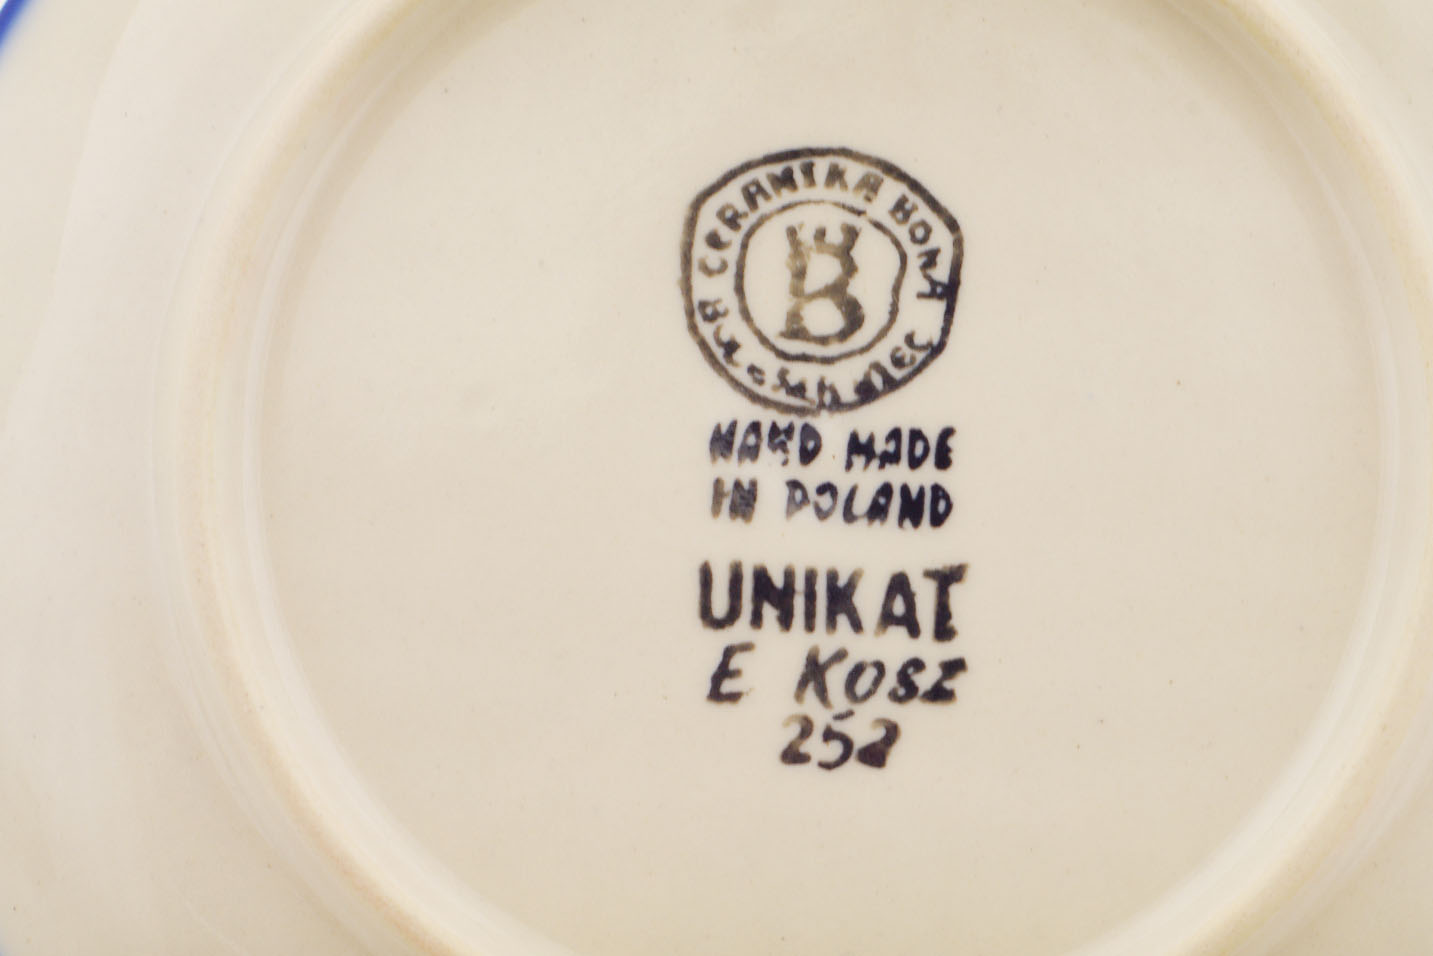 CERAMIKA BONA
B
HAND MADE
IN POLAND
UNIKAT
E KOSZ
252